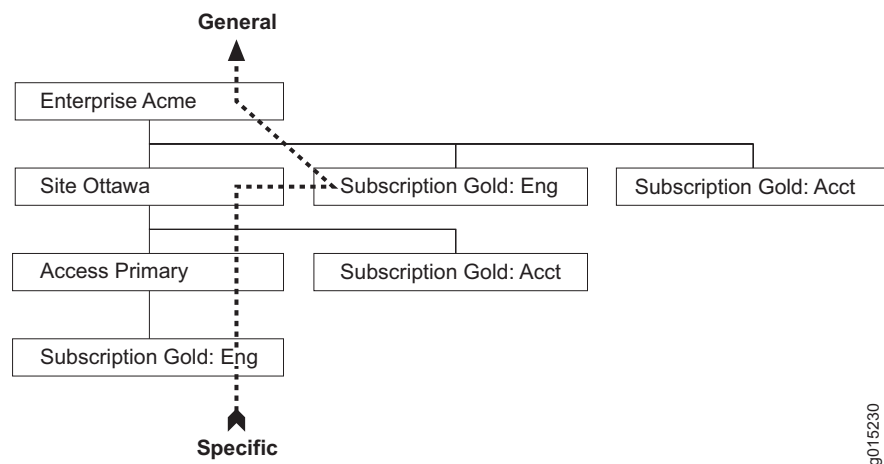 General
Enterprise Acme
Site Ottawa
Subscription Gold: Eng
Subscription Gold: Acct
Access Primary
Subscription Gold: Acct
Subscription Gold: Eng
Specific
g015230